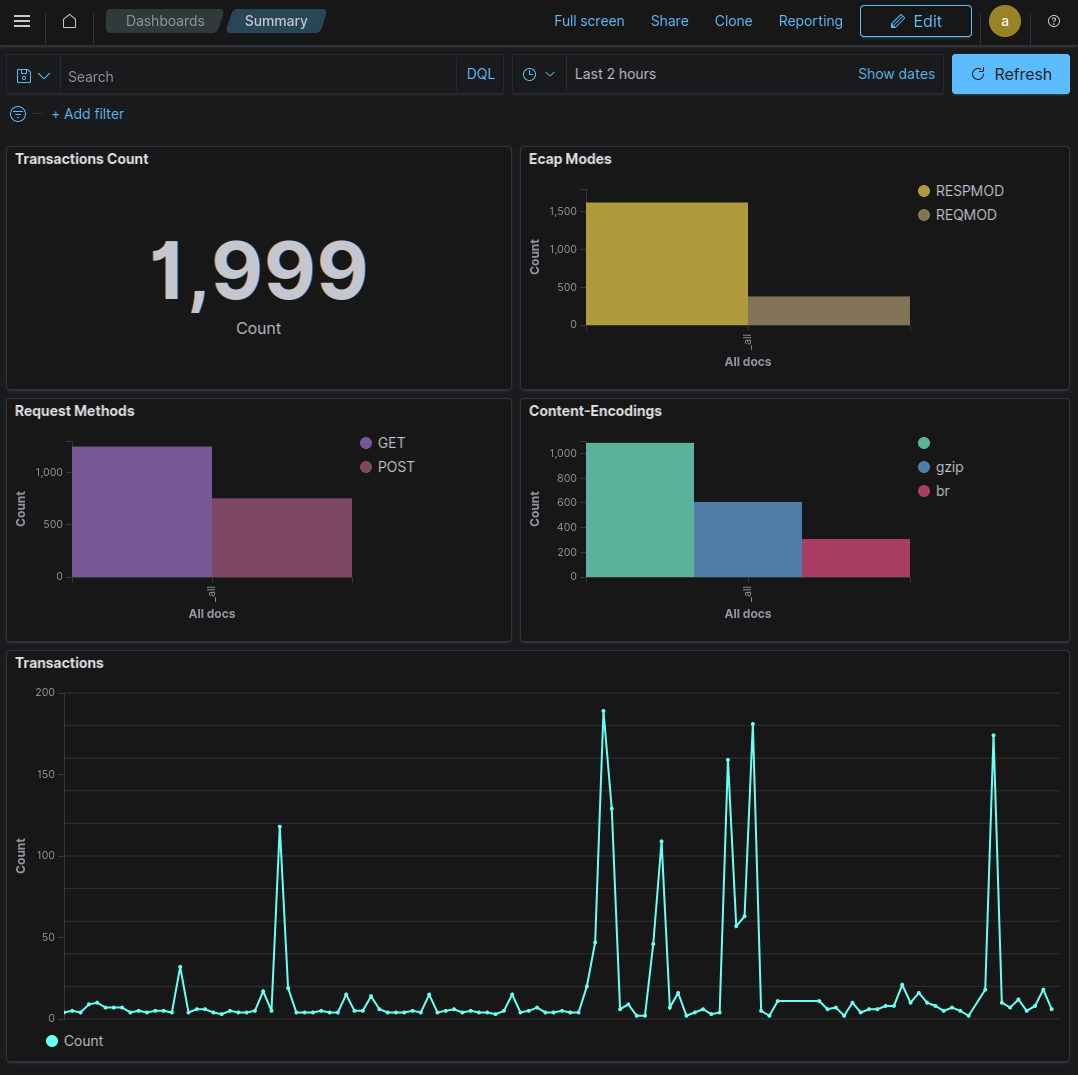 Dashboards Summary Full screen Share Clone Reporting Edit a
Search DQL Last 2 hours Show dates Refresh
+ Add filter
Transactions Count
1,999
Count
Ecap Modes
RESPMOD
REQMOD
1,500
1,000
500
0
Count
_all
All docs
Request Methods
GET
POST
1,000
500
0
Count
_all
All docs
Content-Encodings
gzip
br
1,000
800
600
400
200
0
Count
_all
All docs
Transactions
200
150
100
50
0
Count
Count